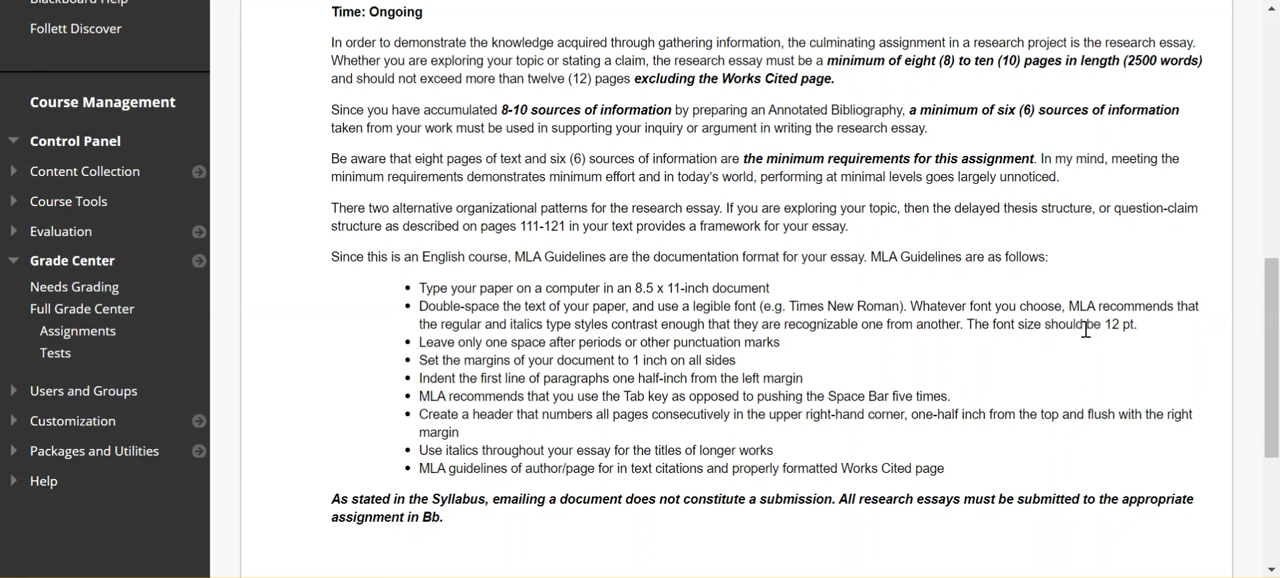 Blackboard Help
Follett Discover
Course Management
Control Panel
Content Collection
Course Tools
Evaluation
Grade Center
Needs Grading
Full Grade Center
Assignments
Tests
Users and Groups
Customization
Packages and Utilities
Help
Time: Ongoing
In order to demonstrate the knowledge acquired through gathering information, the culminating assignment in a research project is the research essay.
Whether you are exploring your topic or stating a claim, the research essay must be a minimum of eight (8) to ten (10) pages in length (2500 words)
and should not exceed more than twelve (12) pages excluding the Works Cited page.
Since you have accumulated 8-10 sources of information by preparing an Annotated Bibliography, a minimum of six (6) sources of information
taken from your work must be used in supporting your inquiry or argument in writing the research essay.
Be aware that eight pages of text and six (6) sources of information are the minimum requirements for this assignment. In my mind, meeting the
minimum requirements demonstrates minimum effort and in today's world, performing at minimal levels goes largely unnoticed.
There two alternative organizational patterns for the research essay. If you are exploring your topic, then the delayed thesis structure, or question-claim
structure as described on pages 111-121 in your text provides a framework for your essay.
Since this is an English course, MLA Guidelines are the documentation format for your essay. MLA Guidelines are as follows:
• Type your paper on a computer in an 8.5 x 11-inch document
• Double-space the text of your paper, and use a legible font (e.g. Times New Roman). Whatever font you choose, MLA recommends that
the regular and italics type styles contrast enough that they are recognizable one from another. The font size should be 12 pt.
• Leave only one space after periods or other punctuation marks
• Set the margins of your document to 1 inch on all sides
• Indent the first line of paragraphs one half-inch from the left margin
• MLA recommends that you use the Tab key as opposed to pushing the Space Bar five times.
• Create a header that numbers all pages consecutively in the upper right-hand corner, one-half inch from the top and flush with the right
margin
• Use italics throughout your essay for the titles of longer works
• MLA guidelines of author/page for in text citations and properly formatted Works Cited page
As stated in the Syllabus, emailing a document does not constitute a submission. All research essays must be submitted to the appropriate
assignment in Bb.